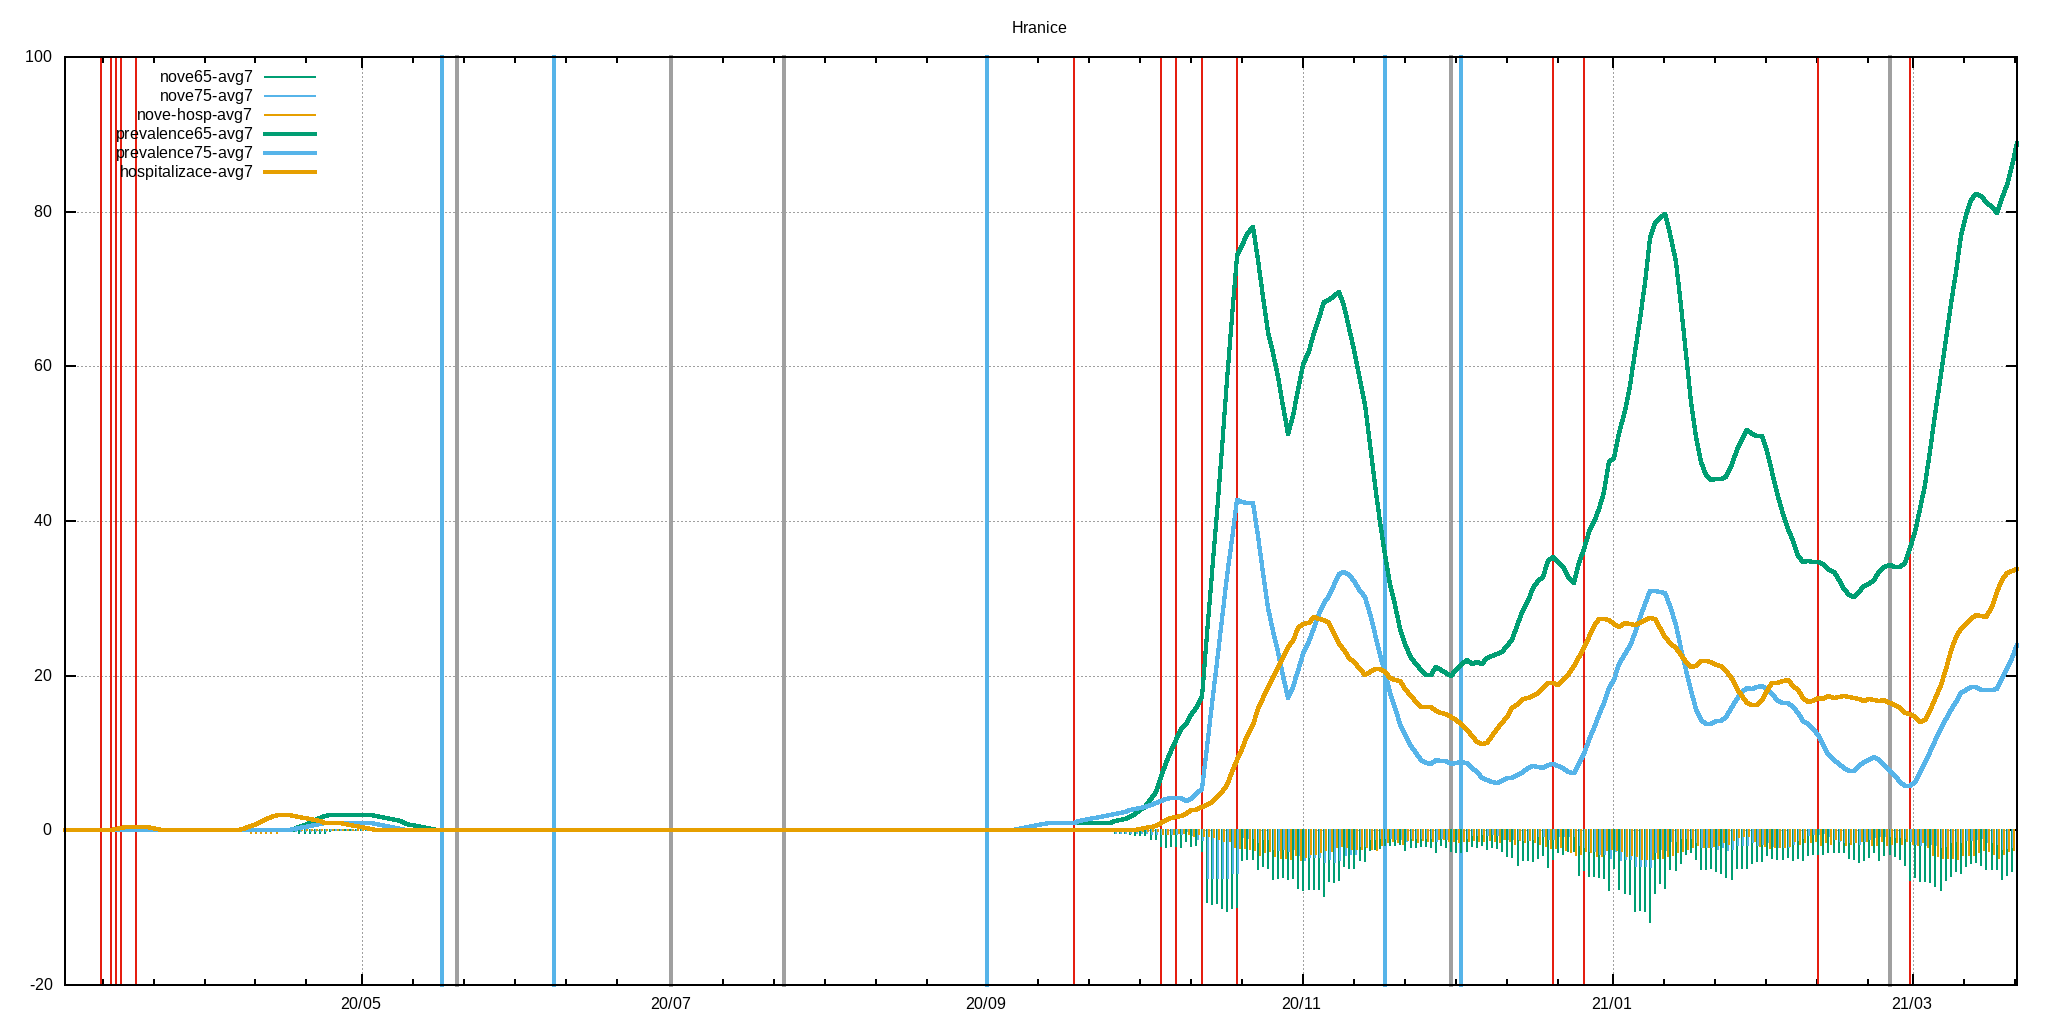 Hranice
100
80
60
40
20
0
-20
nove65-avg7
nove75-avg7
nove-hosp-avg7
prevalence65-avg7
prevalence75-avg7
hospitalizace-avg7
20/05
20/07
20/09
20/11
21/01
21/03